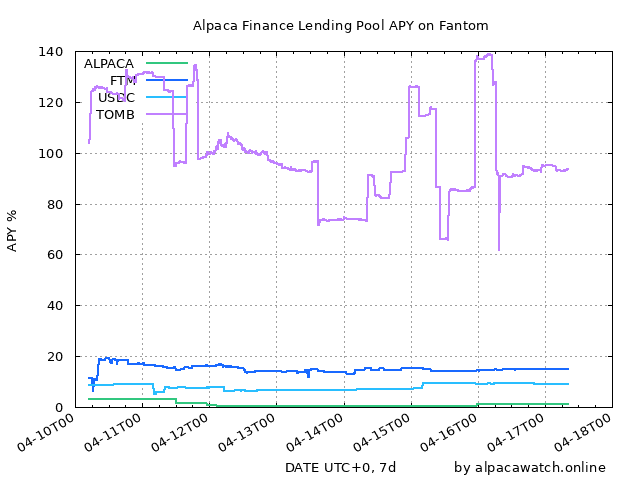 Alpaca Finance Lending Pool APY on Fantom
APY %
140
120
100
80
60
40
20
0
ALPACA
FTM
USDC
TOMB
04-10T00
04-11T00
04-12T00
04-13T00
04-14T00
04-15T00
04-16T00
04-17T00
04-18T00
DATE UTC+0, 7d
by alpacawatch.online